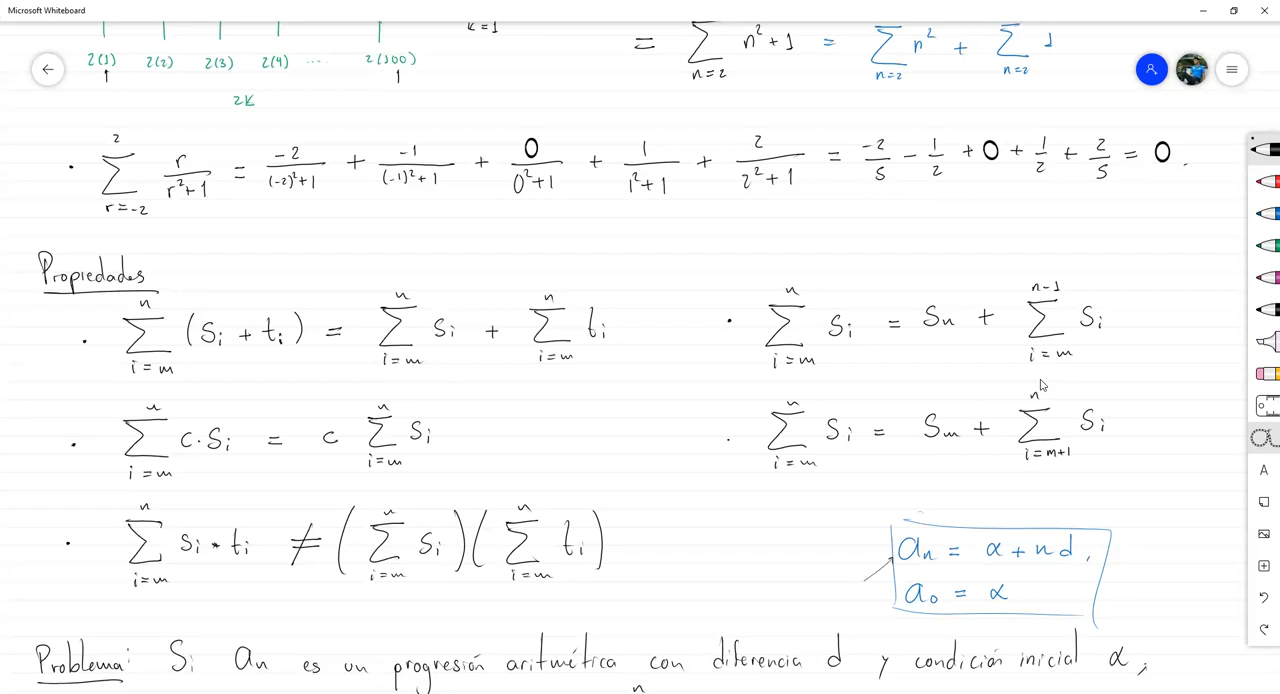 Microsoft Whiteboard
2(1) 2(2) 2(3) 2(4) ..... 2(100)
2K
K=1
= ∑_{n=2} n² + 1 = ∑_{n=2} n² + ∑_{n=2} 1
· ∑_{r=-2}^{2} r/(r²+1) = -2/((-2)²+1) + -1/((-1)²+1) + 0/(0²+1) + 1/(1²+1) + 2/(2²+1) = -2/5 - 1/2 + 0 + 1/2 + 2/5 = 0.
Propiedades
· ∑_{i=m}^{n} (Si + ti) = ∑_{i=m}^{n} Si + ∑_{i=m}^{n} ti
· ∑_{i=m}^{n} Si = Sn + ∑_{i=m}^{n-1} Si
· ∑_{i=m}^{n} c·Si = c ∑_{i=m}^{n} Si
· ∑_{i=m}^{n} Si = Sm + ∑_{i=m+1}^{n} Si
· ∑_{i=m}^{n} Si * ti ≠ (∑_{i=m}^{n} Si)(∑_{i=m}^{n} ti)
an = α + nd,
a0 = α
Problema: Si an es un progresión aritmética con diferencia d y condición inicial α,
n
A